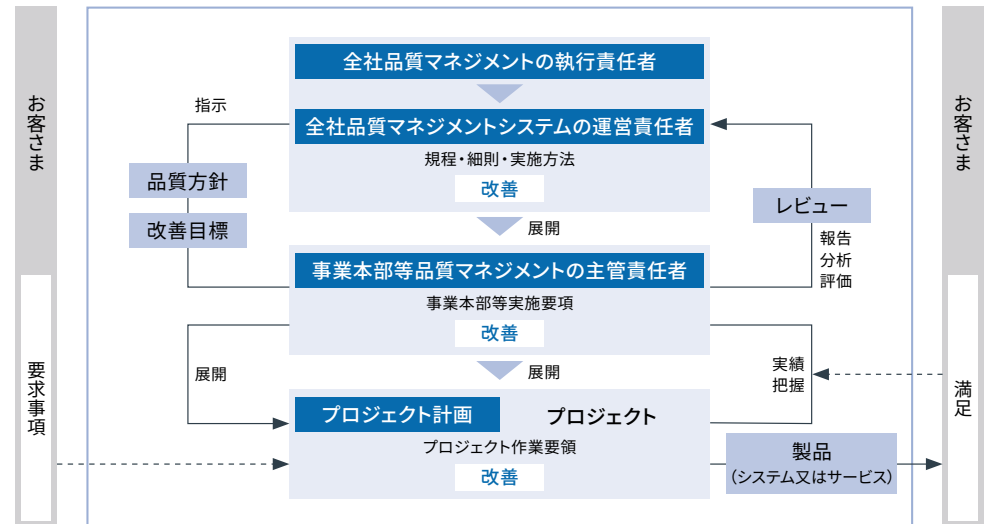 お客さま
要求事項
全社品質マネジメントの執行責任者
全社品質マネジメントシステムの運営責任者
規程・細則・実施方法
改善
指示
品質方針
改善目標
展開
レビュー
報告
分析
評価
事業本部等品質マネジメントの主管責任者
事業本部等実施要項
改善
展開
展開
実績
把握
プロジェクト計画
プロジェクト
プロジェクト作業要領
改善
製品
（システム又はサービス）
お客さま
満足